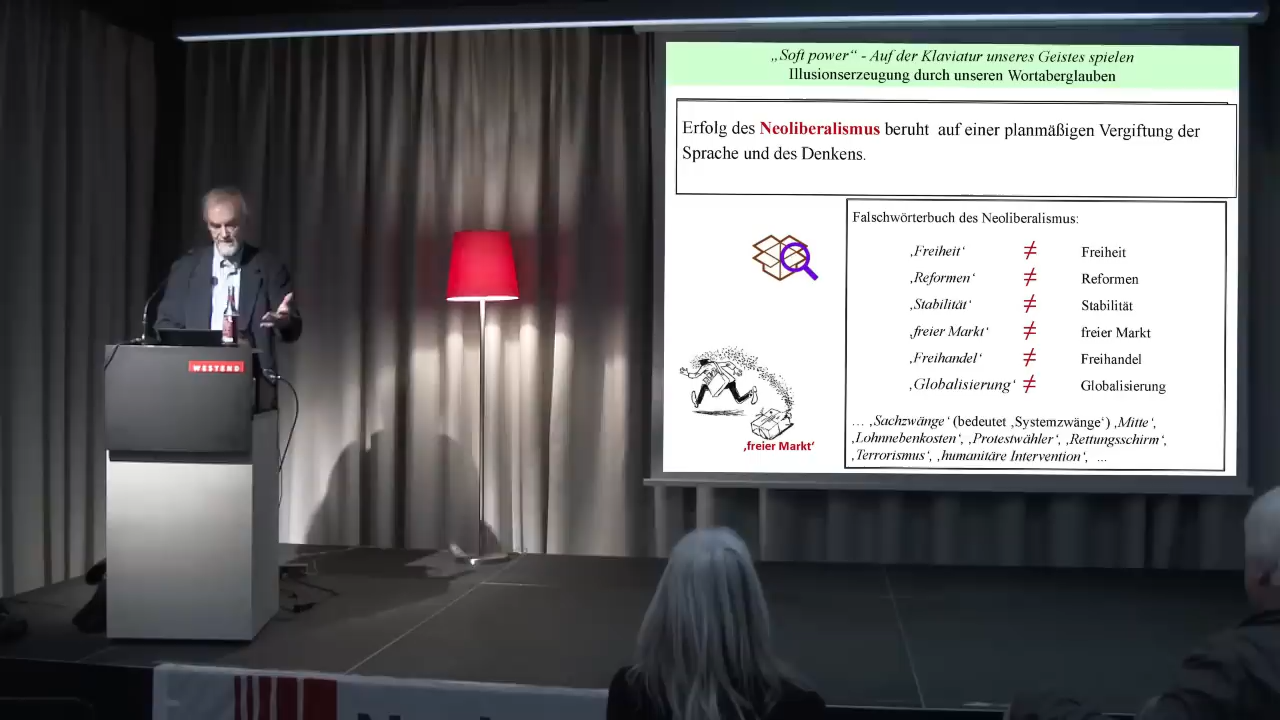 „Soft power“ - Auf der Klaviatur unseres Geistes spielen
Illusionserzeugung durch unseren Wortaberglauben
Erfolg des Neoliberalismus beruht auf einer planmäßigen Vergiftung der
Sprache und des Denkens.
Falschwörterbuch des Neoliberalismus:
‚Freiheit‘ ≠ Freiheit
‚Reformen‘ ≠ Reformen
‚Stabilität‘ ≠ Stabilität
‚freier Markt‘ ≠ freier Markt
‚Freihandel‘ ≠ Freihandel
‚Globalisierung‘ ≠ Globalisierung
… ‚Sachzwänge‘ (bedeutet ‚Systemzwänge‘) ‚Mitte‘,
‚Lohnnebenkosten‘, ‚Protestwähler‘, ‚Rettungsschirm‘,
‚Terrorismus‘, ‚humanitäre Intervention‘, …
‚freier Markt‘
WESTEND